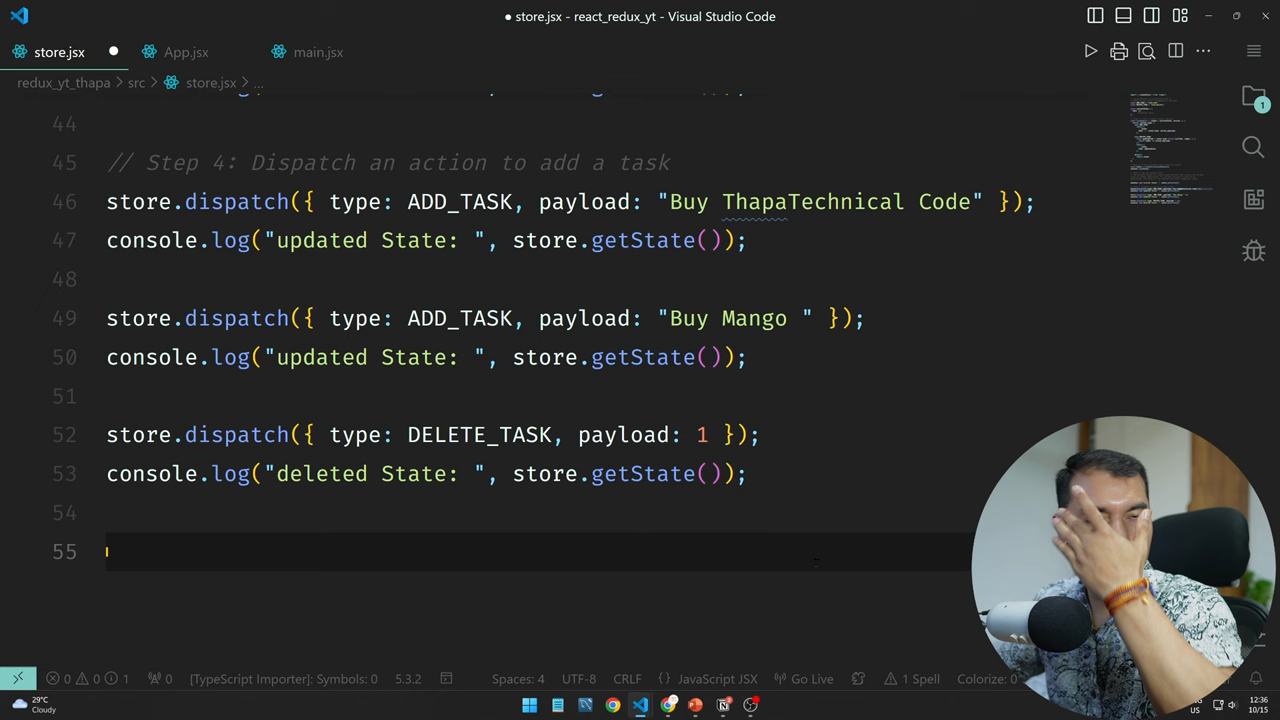 ● store.jsx - react_redux_yt - Visual Studio Code
store.jsx
App.jsx
main.jsx
redux_yt_thapa > src > store.jsx > ...
44
45 // Step 4: Dispatch an action to add a task
46 store.dispatch({ type: ADD_TASK, payload: "Buy ThapaTechnical Code" });
47 console.log("updated State: ", store.getState());
48
49 store.dispatch({ type: ADD_TASK, payload: "Buy Mango " });
50 console.log("updated State: ", store.getState());
51
52 store.dispatch({ type: DELETE_TASK, payload: 1 });
53 console.log("deleted State: ", store.getState());
54
55
1
0 0 1 0 [TypeScript Importer]: Symbols: 0 5.3.2 Spaces: 4 UTF-8 CRLF {} JavaScript JSX Go Live 1 Spell Colorize: 0
29°C
Cloudy
US
12:36
10/15